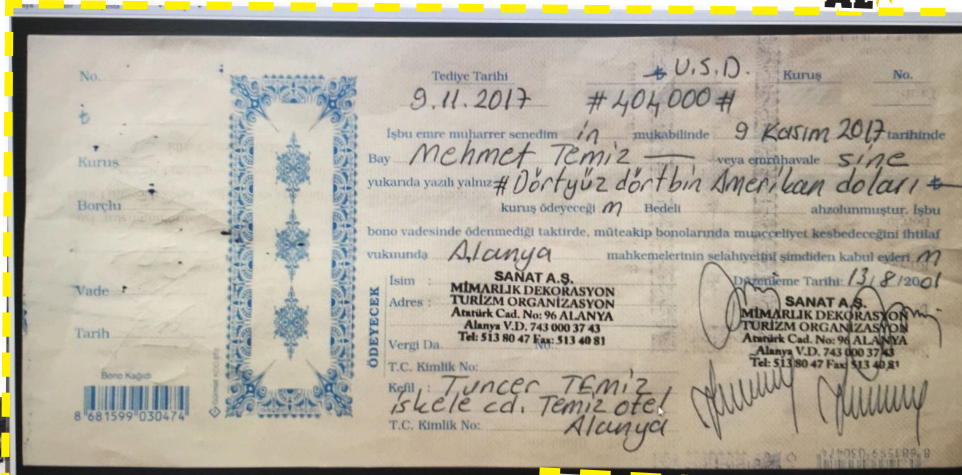 No.
₺
Kuruş
Borçlu
Vade
Tarih
Bono Kağıdı
8 681599 030474
ÖDEYECEK
Tediye Tarihi ₺ U.S.D. Kuruş No.
9.11.2017 #404,000#
İşbu emre muharrer senedim in mukabilinde 9 Kasım 2017 tarihinde
Bay Mehmet Temiz veya emrühavale sine
yukarıda yazılı yalnız #Dörtyüz dörtbin Amerikan doları ₺
kuruş ödeyeceğim Bedeli ahzolunmuştur. İşbu
bono vadesinde ödenmediği taktirde, müteakip bonolarında muacceliyet kesbedeceğini ihtilaf
vukuunda Alanya mahkemelerinin selahiyetini şimdiden kabul eylerim
İsim :
Adres :
Vergi Da. No:
SANAT A.Ş.
MİMARLIK DEKORASYON
TURİZM ORGANİZASYON
Atatürk Cad. No: 96 ALANYA
Alanya V.D. 743 000 37 43
Tel: 513 80 47 Fax: 513 40 81
T.C. Kimlik No:
Kefil : Tuncer TEMİZ
iskele cd. Temiz otel
T.C. Kimlik No: Alanya
Düzenleme Tarihi: 13/8/2001
SANAT A.Ş.
MİMARLIK DEKORASYON
TURİZM ORGANİZASYON
Atatürk Cad. No: 96 ALANYA
Alanya V.D. 743 000 37 43
Tel: 513 80 47 Fax: 513 40 81